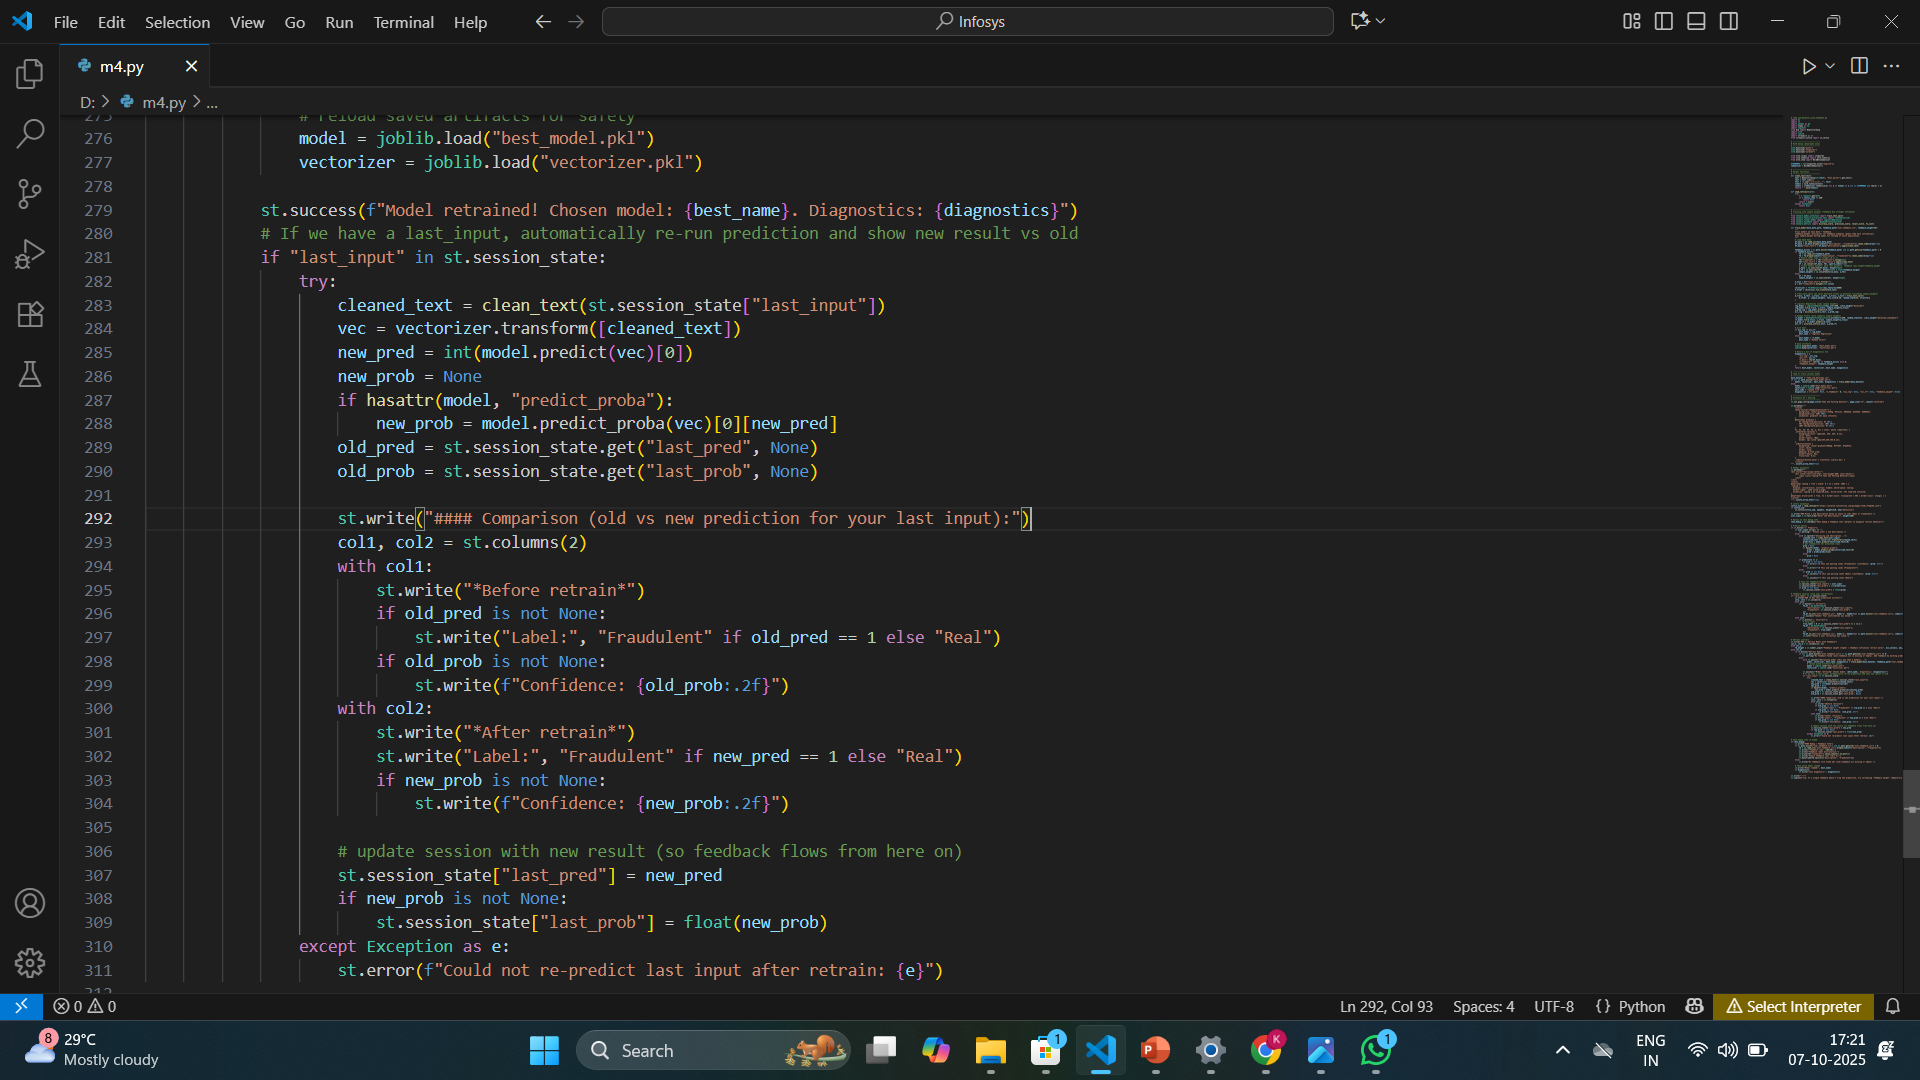 File Edit Selection View Go Run Terminal Help
Infosys
m4.py
D: > m4.py > ...
275 # reload saved artifacts for safety
276 model = joblib.load("best_model.pkl")
277 vectorizer = joblib.load("vectorizer.pkl")
278
279 st.success(f"Model retrained! Chosen model: {best_name}. Diagnostics: {diagnostics}")
280 # If we have a last_input, automatically re-run prediction and show new result vs old
281 if "last_input" in st.session_state:
282 try:
283 cleaned_text = clean_text(st.session_state["last_input"])
284 vec = vectorizer.transform([cleaned_text])
285 new_pred = int(model.predict(vec)[0])
286 new_prob = None
287 if hasattr(model, "predict_proba"):
288 new_prob = model.predict_proba(vec)[0][new_pred]
289 old_pred = st.session_state.get("last_pred", None)
290 old_prob = st.session_state.get("last_prob", None)
291
292 st.write("#### Comparison (old vs new prediction for your last input):")
293 col1, col2 = st.columns(2)
294 with col1:
295 st.write("*Before retrain*")
296 if old_pred is not None:
297 st.write("Label:", "Fraudulent" if old_pred == 1 else "Real")
298 if old_prob is not None:
299 st.write(f"Confidence: {old_prob:.2f}")
300 with col2:
301 st.write("*After retrain*")
302 st.write("Label:", "Fraudulent" if new_pred == 1 else "Real")
303 if new_prob is not None:
304 st.write(f"Confidence: {new_prob:.2f}")
305
306 # update session with new result (so feedback flows from here on)
307 st.session_state["last_pred"] = new_pred
308 if new_prob is not None:
309 st.session_state["last_prob"] = float(new_prob)
310 except Exception as e:
311 st.error(f"Could not re-predict last input after retrain: {e}")
312
0 0 Ln 292, Col 93 Spaces: 4 UTF-8 {} Python Select Interpreter
8 29°C
Mostly cloudy
Search
1
K
1
ENG
IN
17:21
07-10-2025